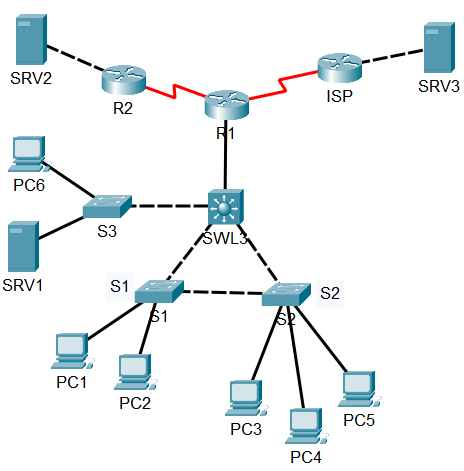 SRV2
R2
ISP
SRV3
R1
PC6
S3
SWL3
SRV1
S1
S1
S2
S2
PC1
PC2
PC3
PC4
PC5